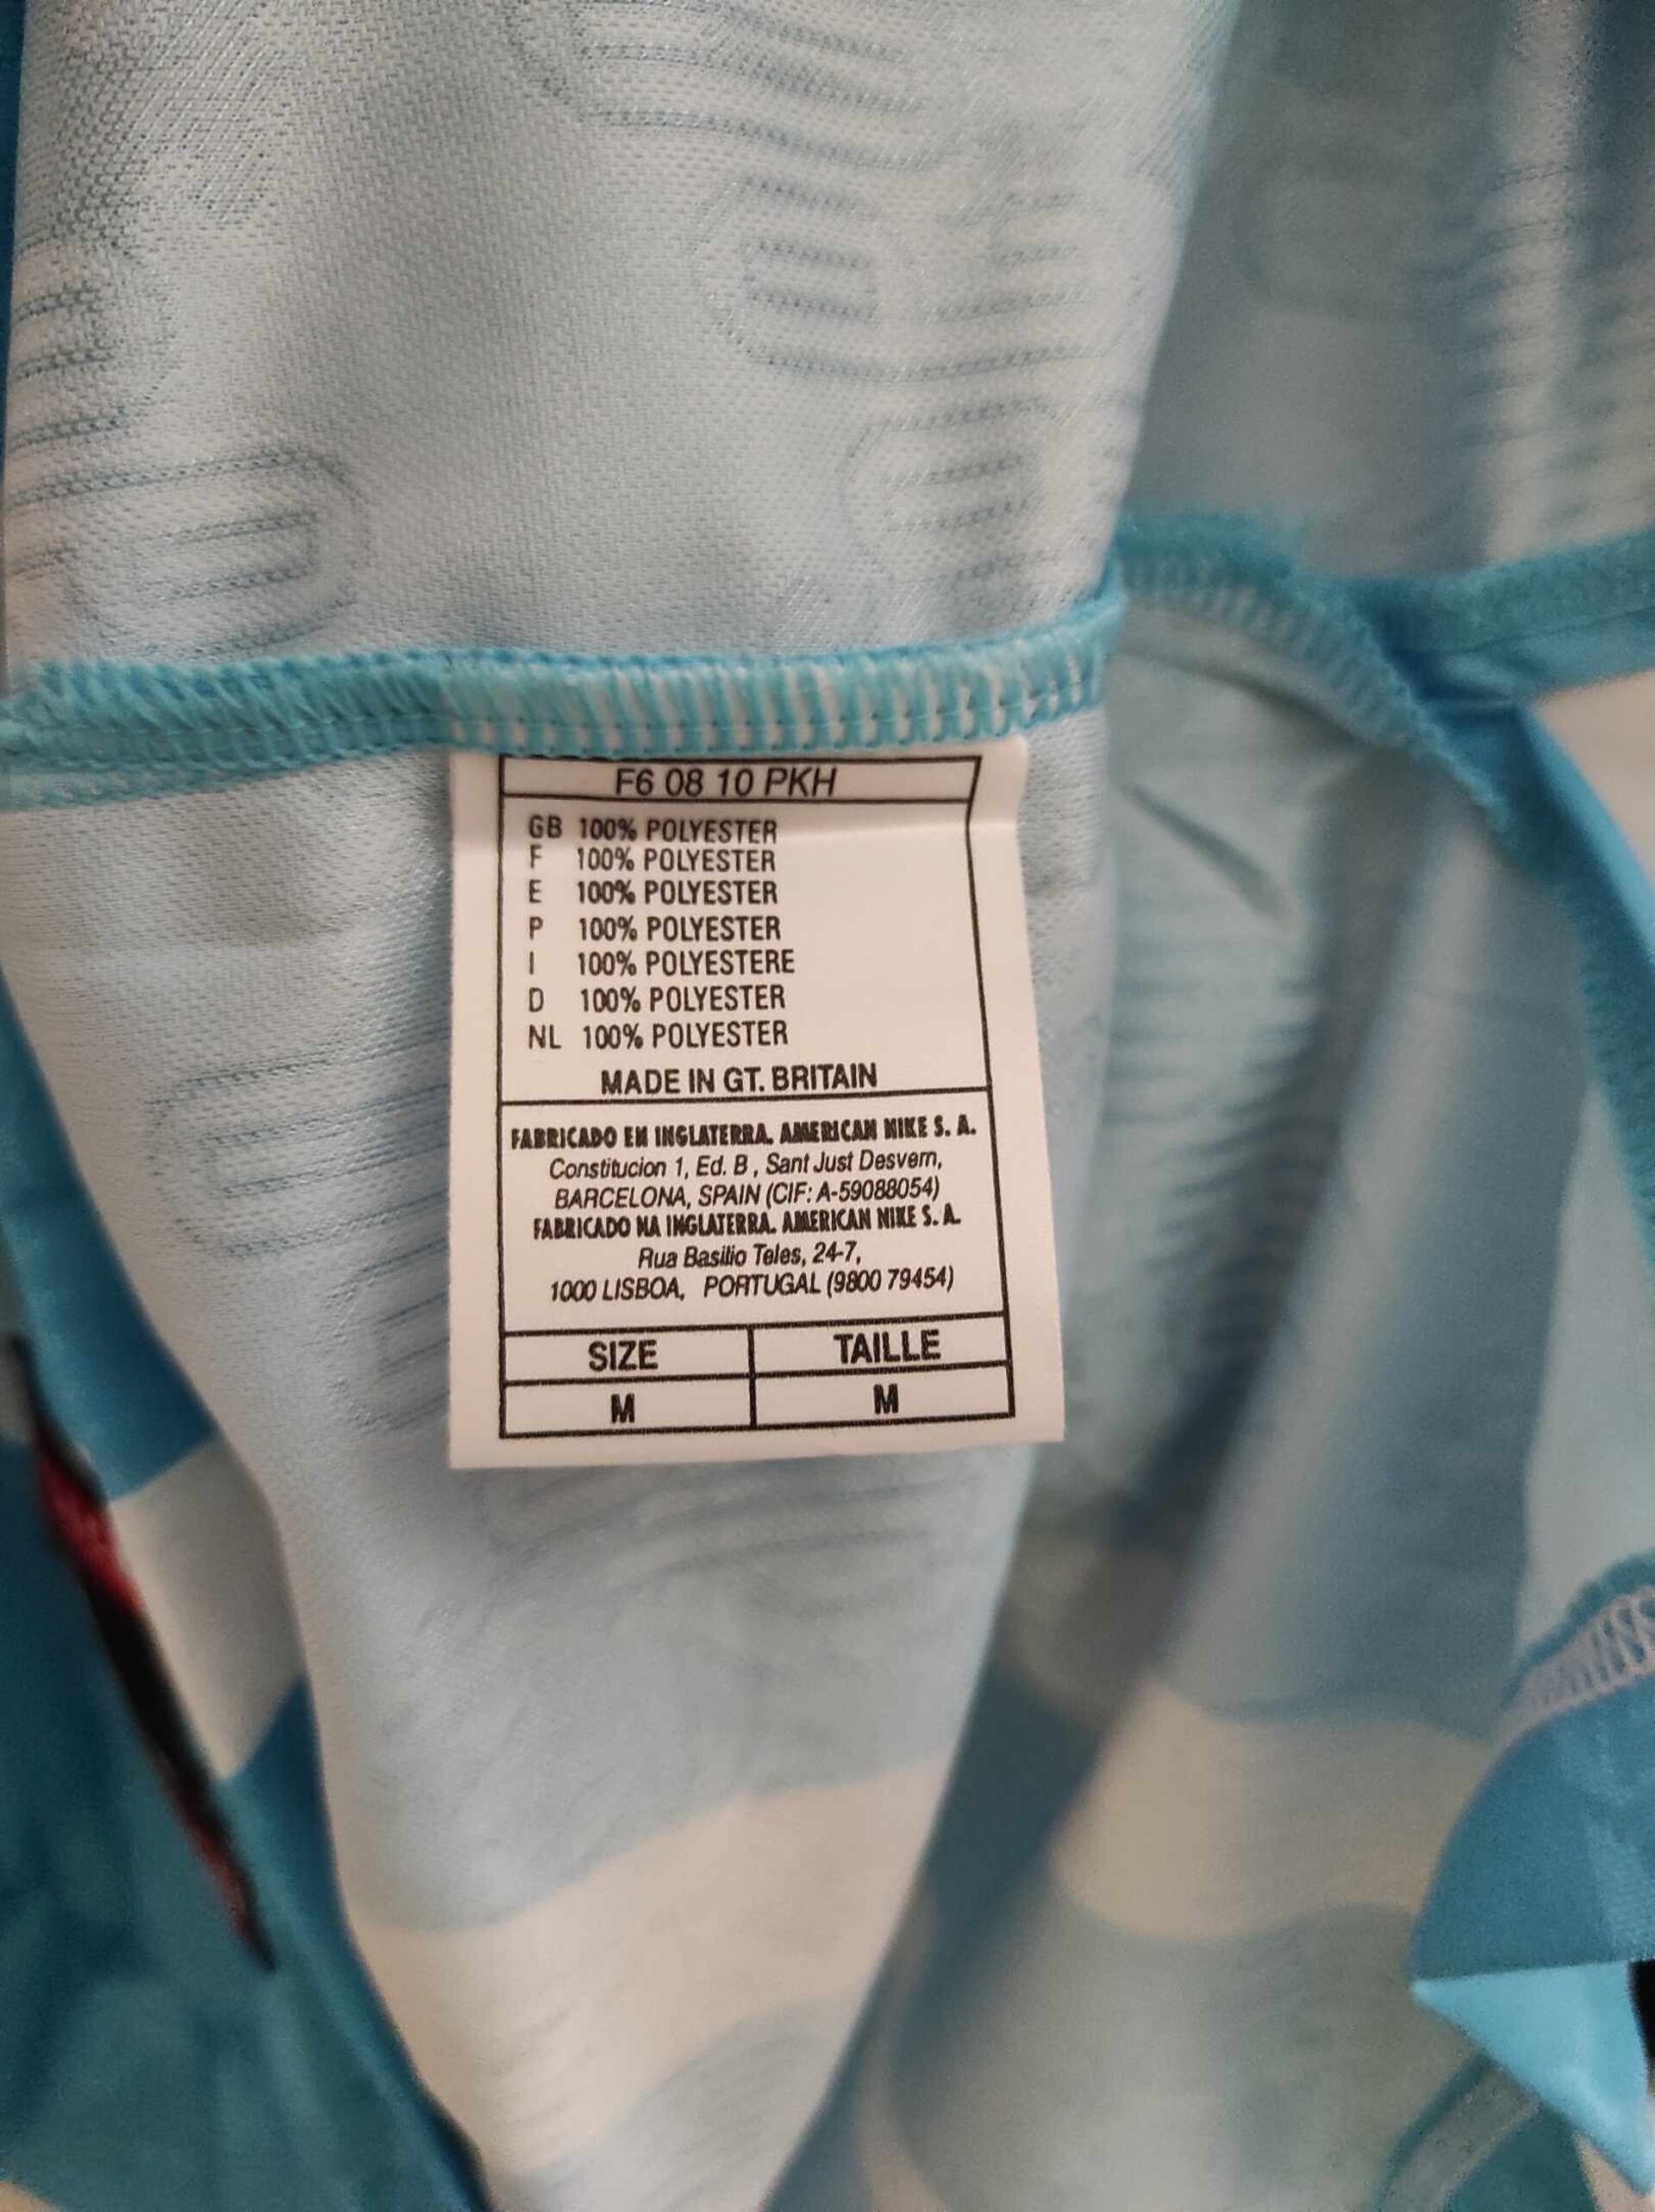 F6 08 10 PKH
GB 100% POLYESTER
F 100% POLYESTER
E 100% POLYESTER
P 100% POLYESTER
I 100% POLYESTERE
D 100% POLYESTER
NL 100% POLYESTER
MADE IN GT. BRITAIN
FABRICADO EN INGLATERRA. AMERICAN NIKE S. A.
Constitucion 1, Ed. B , Sant Just Desvern,
BARCELONA, SPAIN (CIF: A-59088054)
FABRICADO NA INGLATERRA. AMERICAN NIKE S. A.
Rua Basilio Teles, 24-7,
1000 LISBOA, PORTUGAL (9800 79454)
SIZE TAILLE
M M